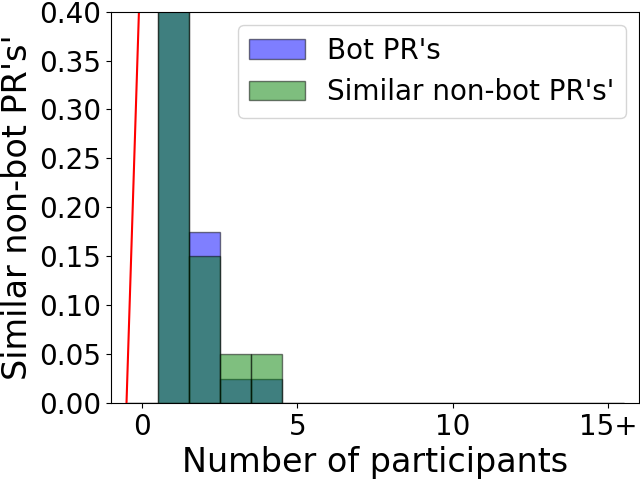 Similar non-bot PR's'
0.40
0.35
0.30
0.25
0.20
0.15
0.10
0.05
0.00
Bot PR's
Similar non-bot PR's'
0 5 10 15+
Number of participants